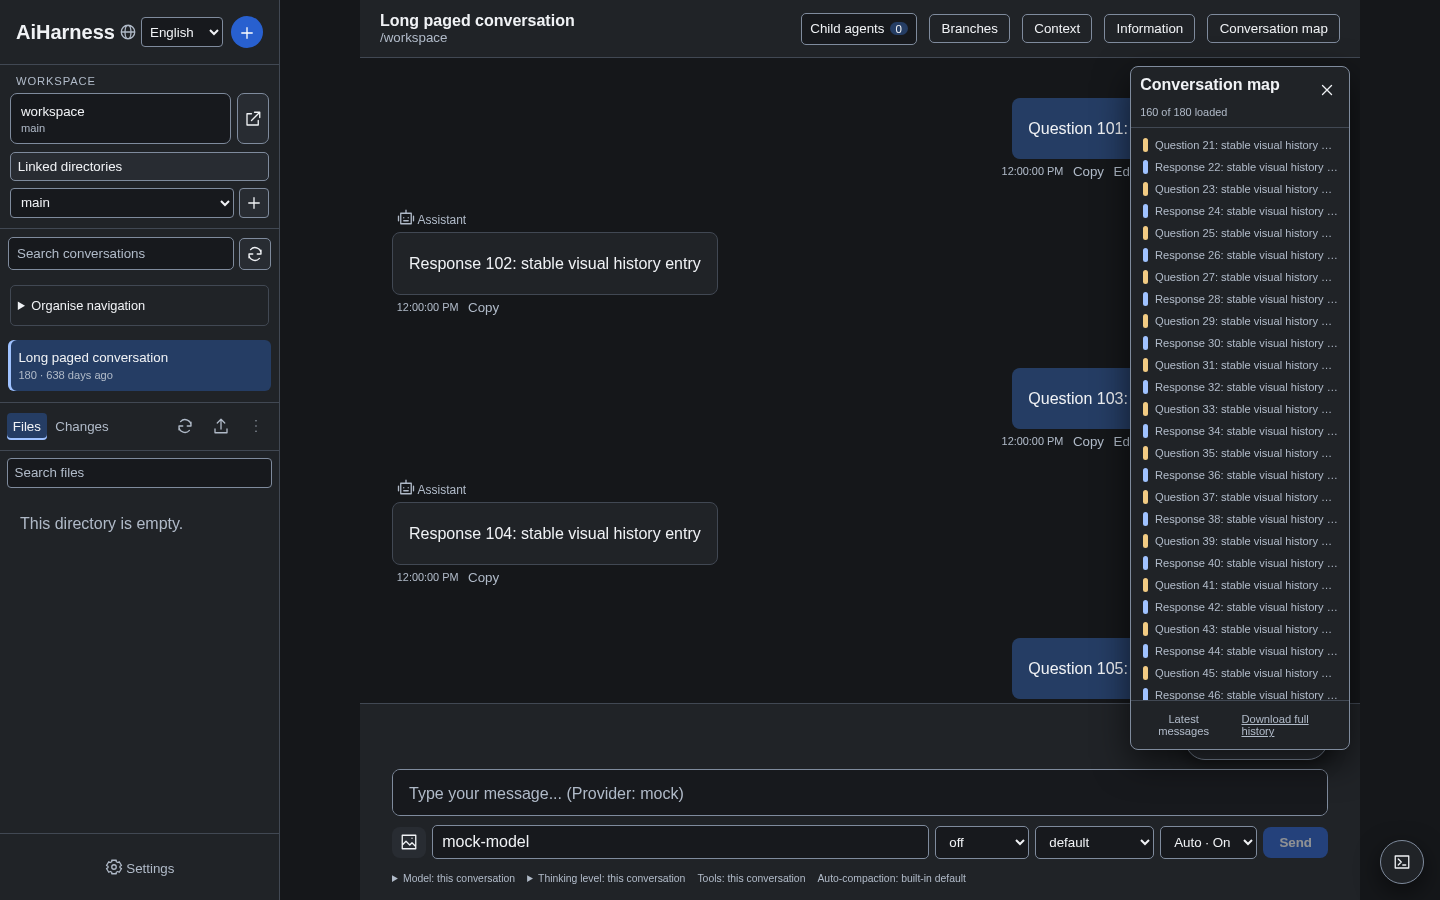 AiHarness English
WORKSPACE
workspace
main
Linked directories
main
Search conversations
Organise navigation
Long paged conversation
180 · 638 days ago
Files Changes
Search files
This directory is empty.
Settings
Long paged conversation
/workspace
Child agents 0 Branches Context Information Conversation map
Question 101:
12:00:00 PM Copy Ed
Assistant
Response 102: stable visual history entry
12:00:00 PM Copy
Question 103:
12:00:00 PM Copy Ed
Assistant
Response 104: stable visual history entry
12:00:00 PM Copy
Question 105:
Conversation map
160 of 180 loaded
Question 21: stable visual history …
Response 22: stable visual history …
Question 23: stable visual history …
Response 24: stable visual history …
Question 25: stable visual history …
Response 26: stable visual history …
Question 27: stable visual history …
Response 28: stable visual history …
Question 29: stable visual history …
Response 30: stable visual history …
Question 31: stable visual history …
Response 32: stable visual history …
Question 33: stable visual history …
Response 34: stable visual history …
Question 35: stable visual history …
Response 36: stable visual history …
Question 37: stable visual history …
Response 38: stable visual history …
Question 39: stable visual history …
Response 40: stable visual history …
Question 41: stable visual history …
Response 42: stable visual history …
Question 43: stable visual history …
Response 44: stable visual history …
Question 45: stable visual history …
Response 46: stable visual history …
Latest messages
Download full history
Type your message... (Provider: mock)
mock-model off default Auto · On Send
Model: this conversation Thinking level: this conversation Tools: this conversation Auto-compaction: built-in default